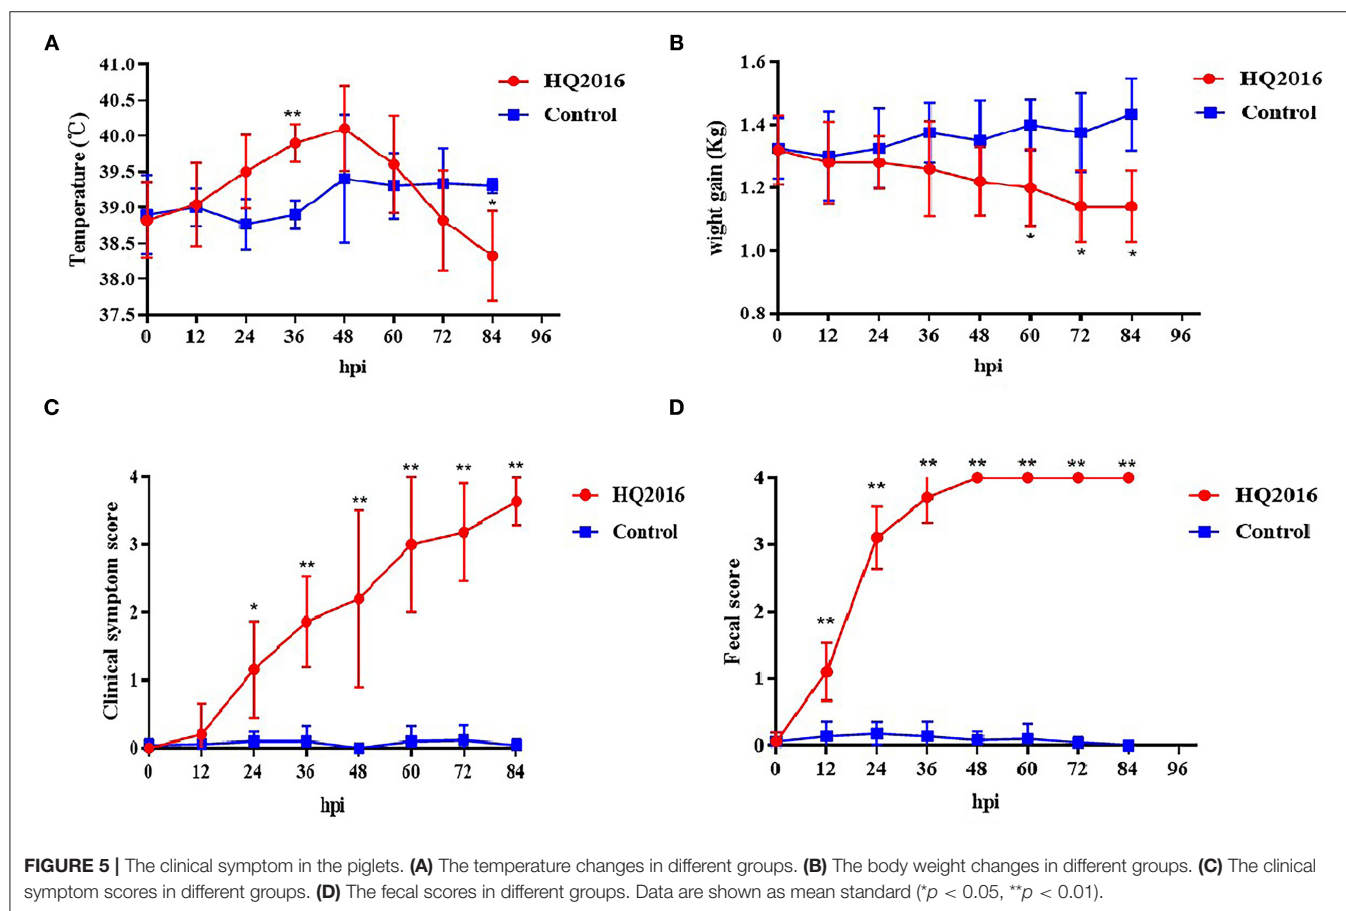 A
41.0
40.5
40.0
39.5
39.0
38.5
38.0
37.5
Temperature (℃)
**
*
HQ2016
Control
0 12 24 36 48 60 72 84 96
hpi
B
1.6
1.4
1.2
1.0
0.8
wight gain (Kg)
* * *
HQ2016
Control
0 12 24 36 48 60 72 84 96
hpi
C
4
3
2
1
0
Clinical symptom score
* ** ** ** ** **
HQ2016
Control
0 12 24 36 48 60 72 84
hpi
D
4
3
2
1
0
Fecal score
** ** ** ** ** ** **
HQ2016
Control
0 12 24 36 48 60 72 84 96
hpi
FIGURE 5 | The clinical symptom in the piglets. (A) The temperature changes in different groups. (B) The body weight changes in different groups. (C) The clinical
symptom scores in different groups. (D) The fecal scores in different groups. Data are shown as mean standard (*p < 0.05, **p < 0.01).